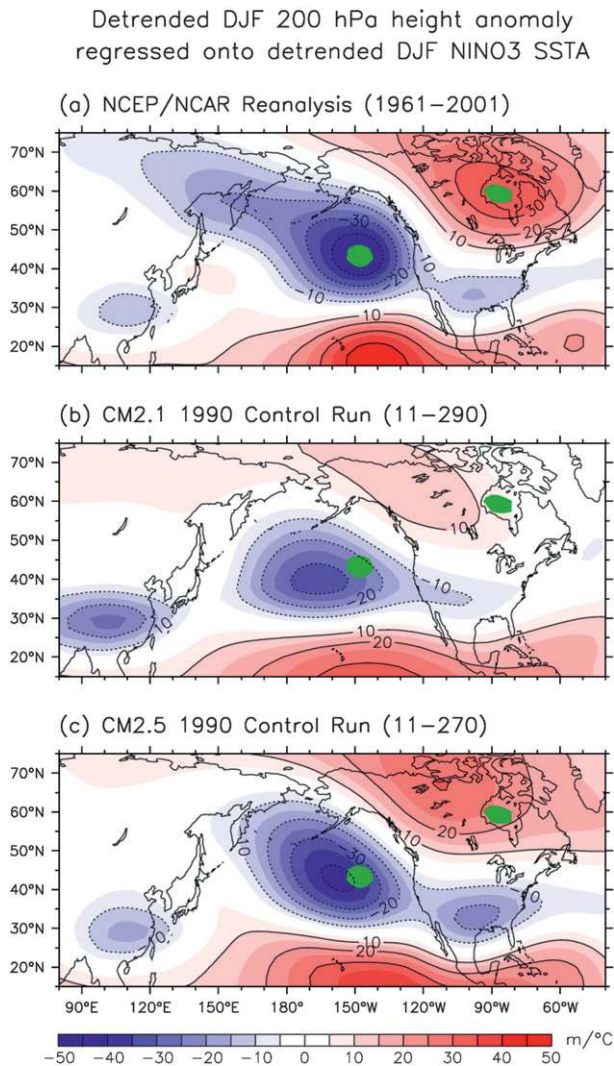 Detrended DJF 200 hPa height anomaly
regressed onto detrended DJF NINO3 SSTA
(a) NCEP/NCAR Reanalysis (1961−2001)
70°N
60°N
50°N
40°N
30°N
20°N
−30
−20
−10
10
30
20
−10
10
(b) CM2.1 1990 Control Run (11−290)
70°N
60°N
50°N
40°N
30°N
20°N
10
−10
−20
−10
10
20
(c) CM2.5 1990 Control Run (11−270)
70°N
60°N
50°N
40°N
30°N
20°N
10
20
−30
−20
−10
20
90°E 120°E 150°E 180° 150°W 120°W 90°W 60°W
m/°C
−50 −40 −30 −20 −10 0 10 20 30 40 50